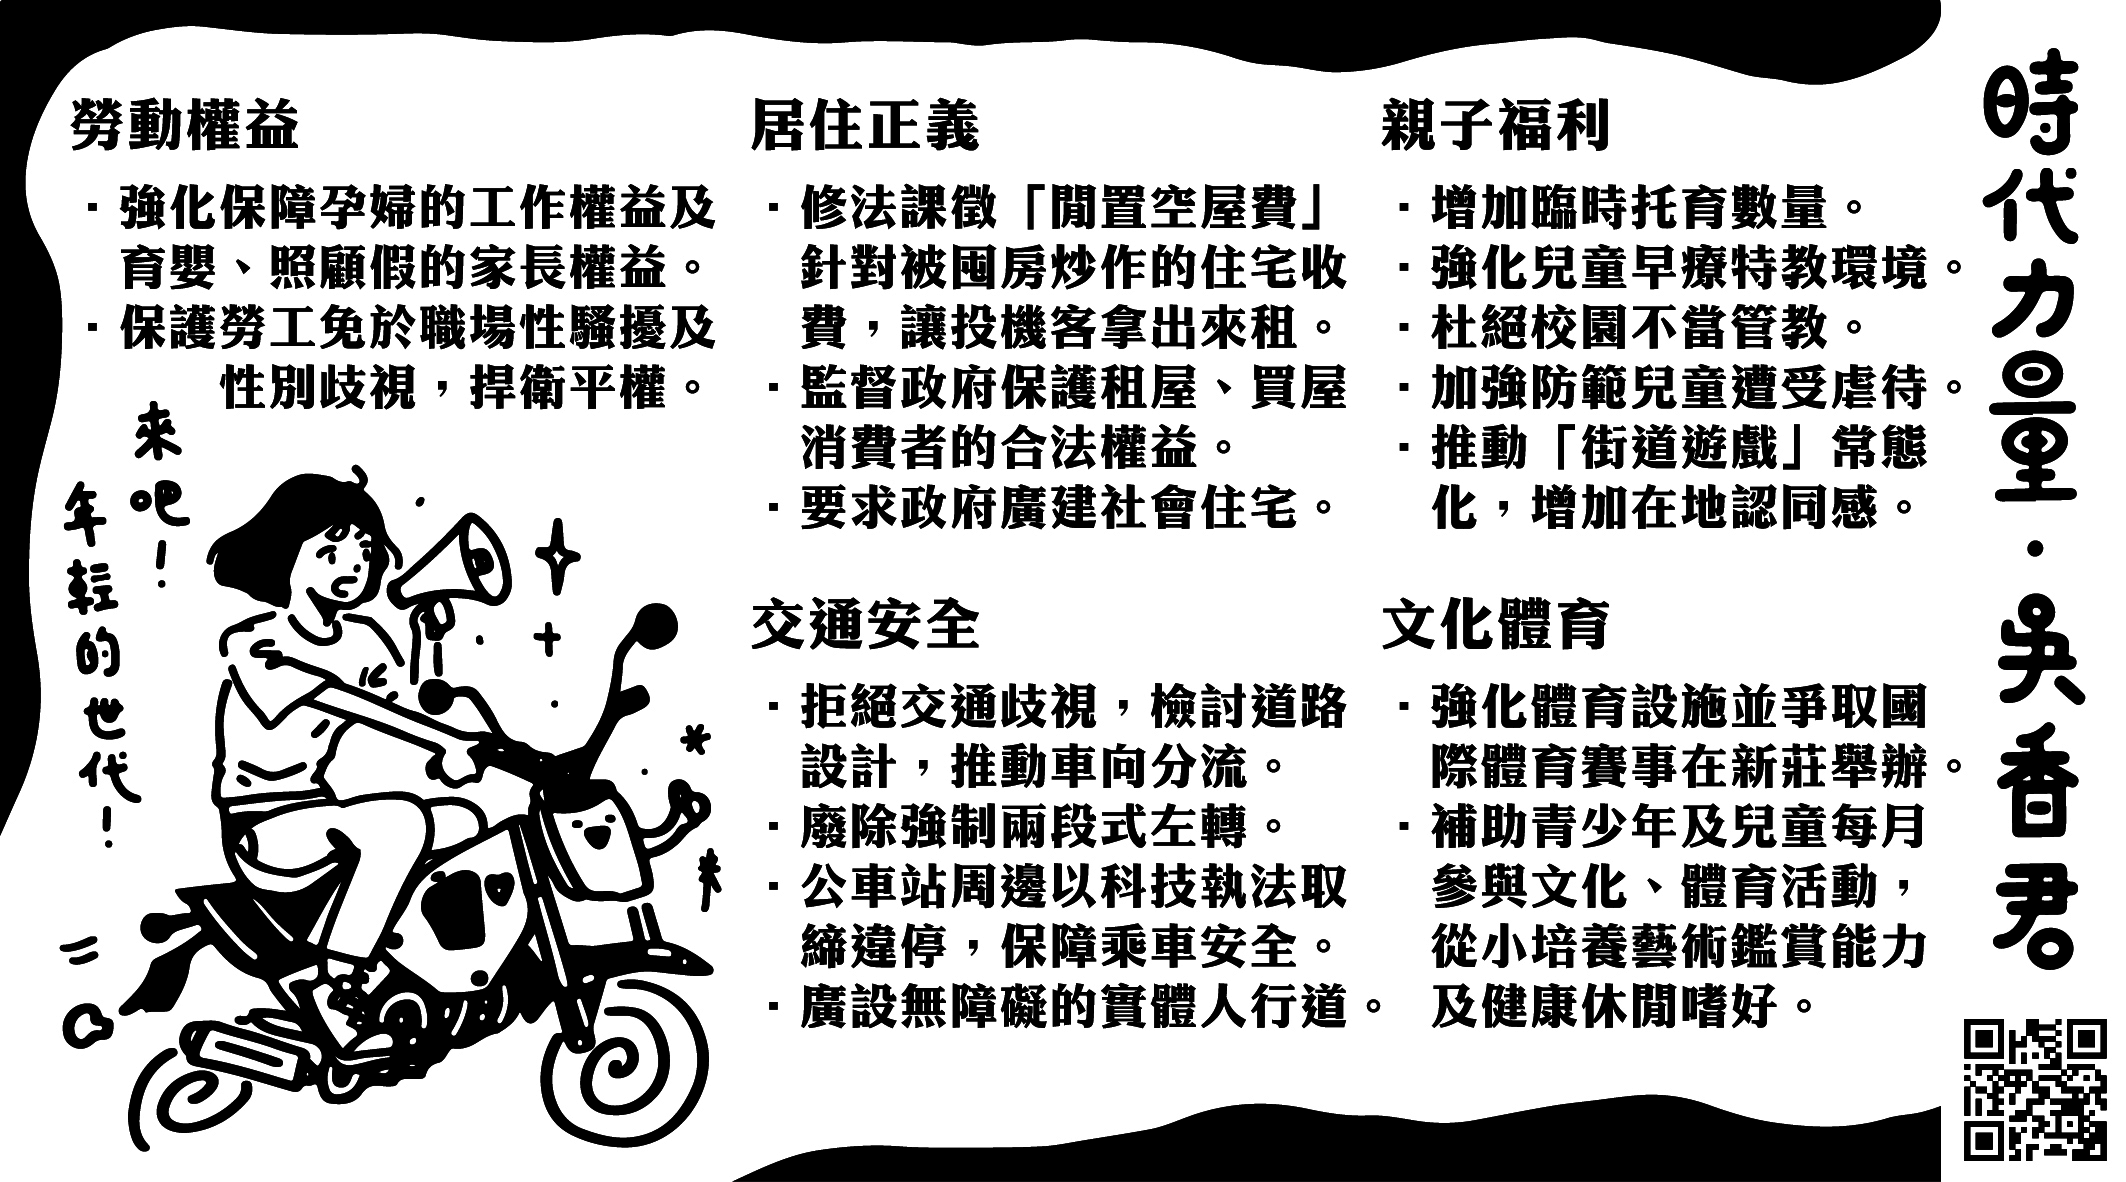 勞動權益
・強化保障孕婦的工作權益及
育嬰、照顧假的家長權益。
・保護勞工免於職場性騷擾及
性別歧視，捍衛平權。
來吧！
年輕的世代！
居住正義
・修法課徵「閒置空屋費」
針對被囤房炒作的住宅收
費，讓投機客拿出來租。
・監督政府保護租屋、買屋
消費者的合法權益。
・要求政府廣建社會住宅。
交通安全
・拒絕交通歧視，檢討道路
設計，推動車向分流。
・廢除強制兩段式左轉。
・公車站周邊以科技執法取
締違停，保障乘車安全。
・廣設無障礙的實體人行道。
親子福利
・增加臨時托育數量。
・強化兒童早療特教環境。
・杜絕校園不當管教。
・加強防範兒童遭受虐待。
・推動「街道遊戲」常態
化，增加在地認同感。
文化體育
・強化體育設施並爭取國
際體育賽事在新莊舉辦。
・補助青少年及兒童每月
參與文化、體育活動，
從小培養藝術鑑賞能力
及健康休閒嗜好。
時代力量・吳香君